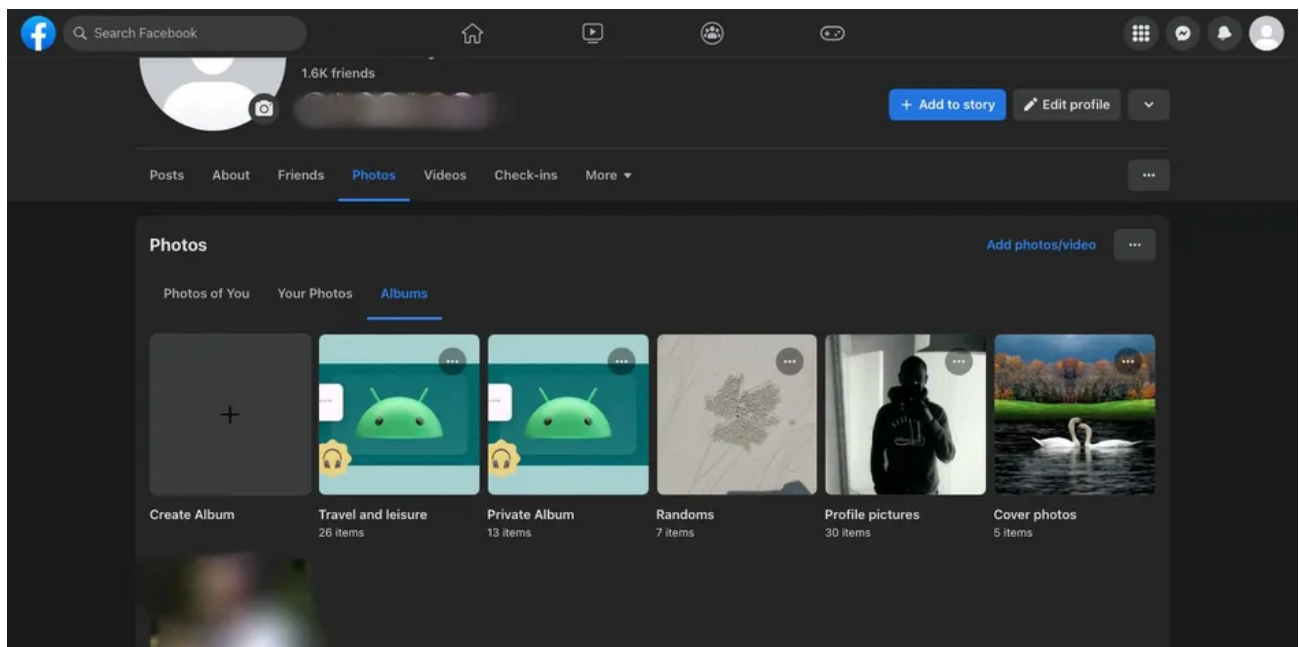 Search Facebook
1.6K friends
+ Add to story
Edit profile
Posts About Friends Photos Videos Check-ins More
Photos
Add photos/video
Photos of You Your Photos Albums
Create Album Travel and leisure Private Album Randoms Profile pictures Cover photos
26 items 13 items 7 items 30 items 5 items